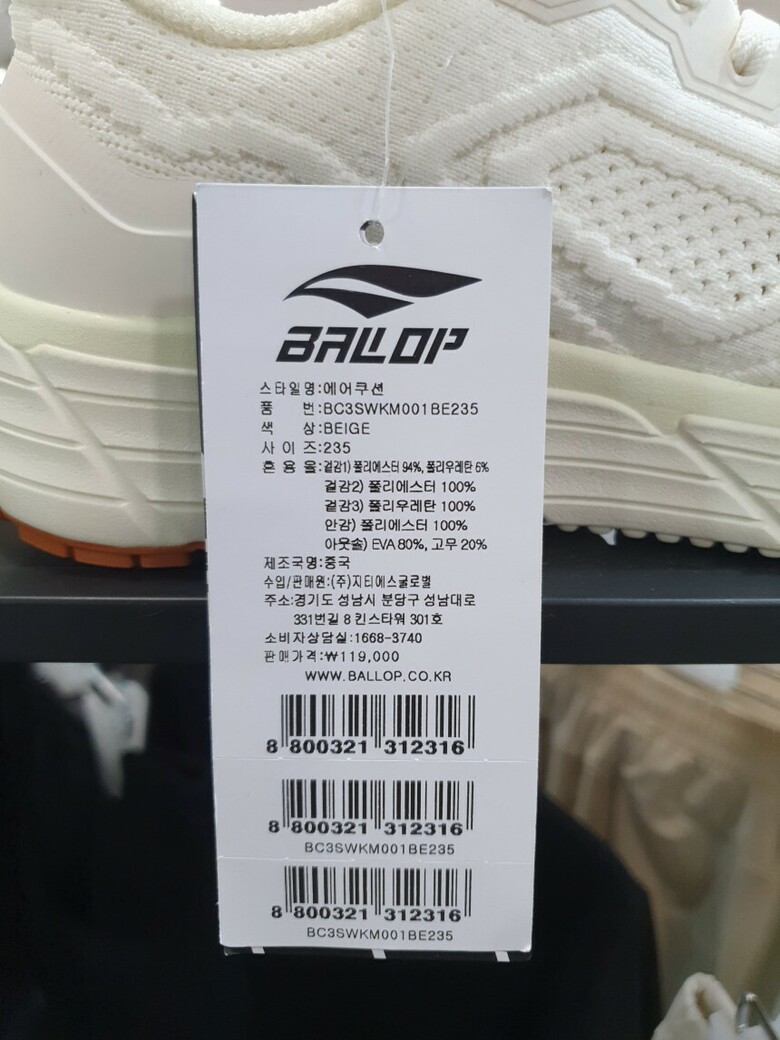 BALLOP
스타일명:에어쿠션
품 번:BC3SWKM001BE235
색 상:BEIGE
사 이 즈:235
혼 용 율:겉감1) 폴리에스터 94%, 폴리우레탄 6%
겉감2) 폴리에스터 100%
겉감3) 폴리우레탄 100%
안감) 폴리에스터 100%
아웃솔) EVA 80%, 고무 20%
제조국명:중국
수입/판매원:(주)지티에스글로벌
주소:경기도 성남시 분당구 성남대로
331번길 8 킨스타워 301호
소비자상담실:1668-3740
판매가격:₩119,000
WWW.BALLOP.CO.KR
8 800321 312316
8 800321 312316
BC3SWKM001BE235
8 800321 312316
BC3SWKM001BE235